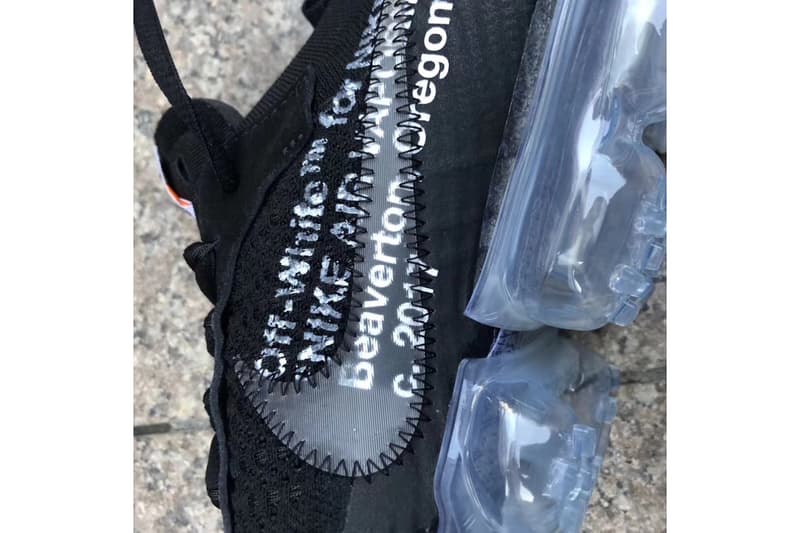 Off-White™ for
"NIKE AIR
Beaverton, Oregon
c. 2017